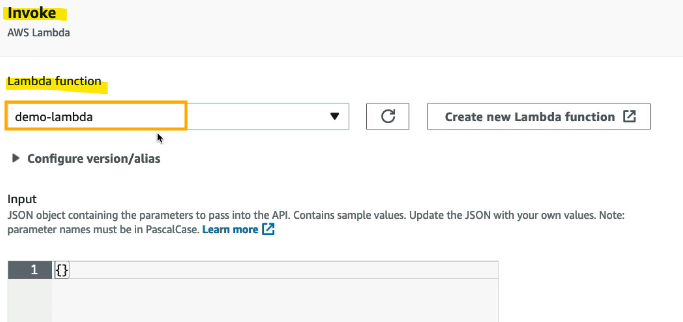 Invoke
AWS Lambda
Lambda function
demo-lambda
Create new Lambda function
Configure version/alias
Input
JSON object containing the parameters to pass into the API. Contains sample values. Update the JSON with your own values. Note:
parameter names must be in PascalCase. Learn more
1 {}